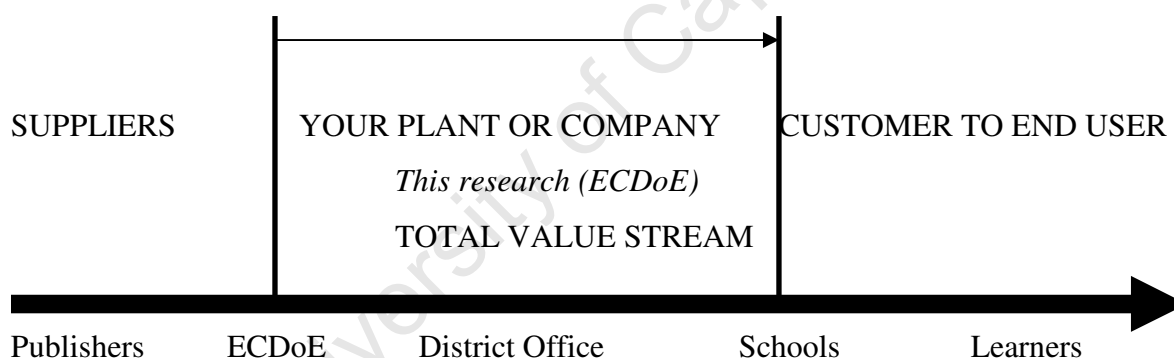 SUPPLIERS YOUR PLANT OR COMPANY CUSTOMER TO END USER
This research (ECDoE)
TOTAL VALUE STREAM
Publishers ECDoE District Office Schools Learners